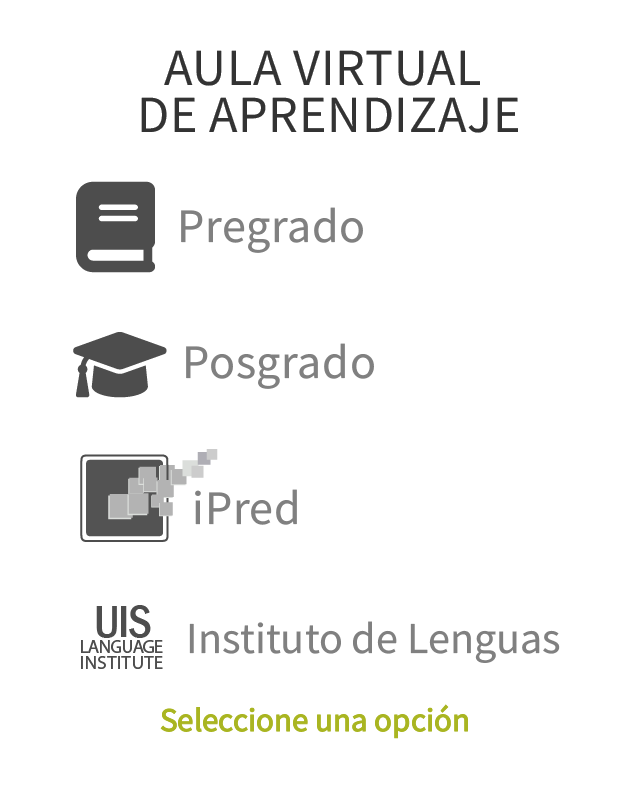 AULA VIRTUAL
DE APRENDIZAJE
Pregrado
Posgrado
iPred
UIS
LANGUAGE
INSTITUTE
Instituto de Lenguas
Seleccione una opción